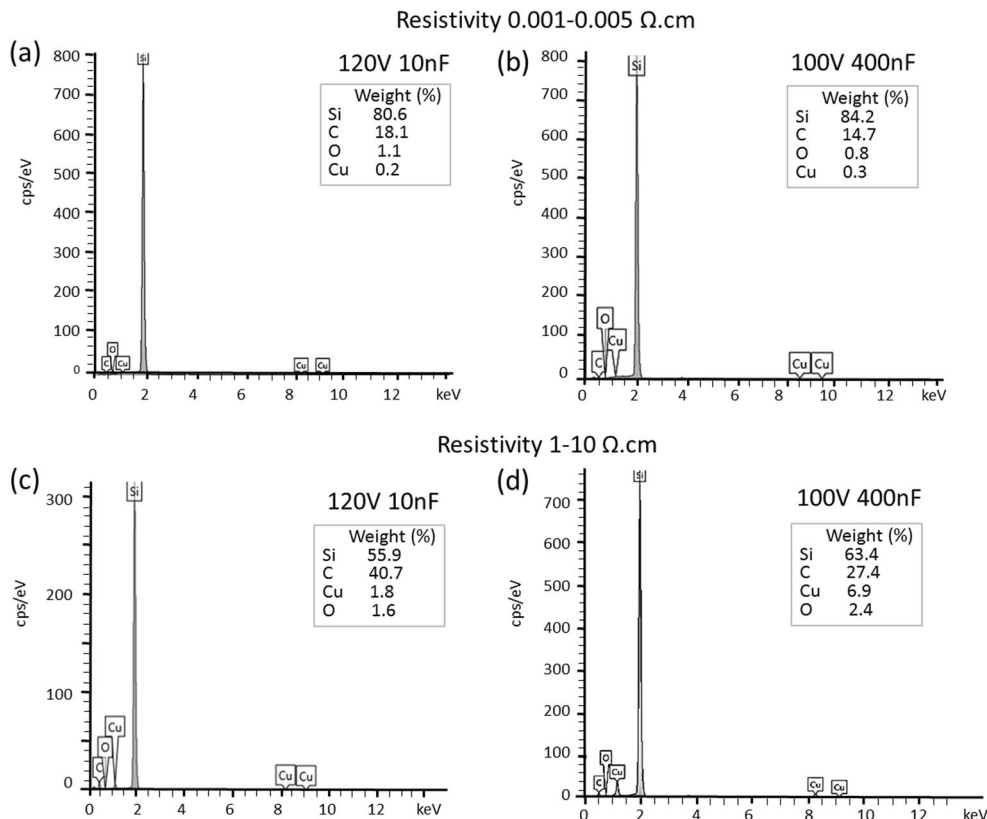 Resistivity 0.001-0.005 Ω.cm
(a)
120V 10nF
Weight (%)
Si 80.6
C 18.1
O 1.1
Cu 0.2
cps/eV
800
700
600
500
400
300
200
100
0
Si
C
O
Cu
Cu
Cu
0 2 4 6 8 10 12 keV
(b)
100V 400nF
Weight (%)
Si 84.2
C 14.7
O 0.8
Cu 0.3
cps/eV
800
700
600
500
400
300
200
100
0
Si
O
Cu
C
Cu
Cu
0 2 4 6 8 10 12 keV
Resistivity 1-10 Ω.cm
(c)
120V 10nF
Weight (%)
Si 55.9
C 40.7
Cu 1.8
O 1.6
cps/eV
300
200
100
0
Si
Cu
O
C
Cu
Cu
0 2 4 6 8 10 12 keV
(d)
100V 400nF
Weight (%)
Si 63.4
C 27.4
Cu 6.9
O 2.4
cps/eV
700
600
500
400
300
200
100
0
Si
O
Cu
C
Cu
Cu
0 2 4 6 8 10 12 keV